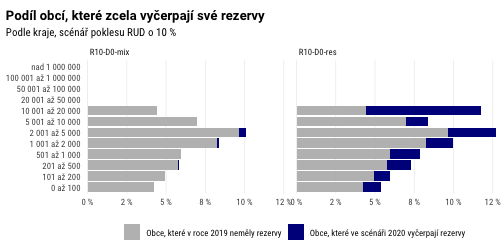 Podíl obcí, které zcela vyčerpají své rezervy
Podle kraje, scénář poklesu RUD o 10 %
R10-D0-mix
R10-D0-res
nad 1 000 000
100 001 až 1 000 000
50 001 až 100 000
20 001 až 50 000
10 001 až 20 000
5 001 až 10 000
2 001 až 5 000
1 001 až 2 000
501 až 1 000
201 až 500
101 až 200
0 až 100
0 % 2 % 5 % 8 % 10 % 12 % 0 % 2 % 5 % 8 % 10 % 12 %
Obce, které v roce 2019 neměly rezervy
Obce, které ve scénáři 2020 vyčerpají rezervy